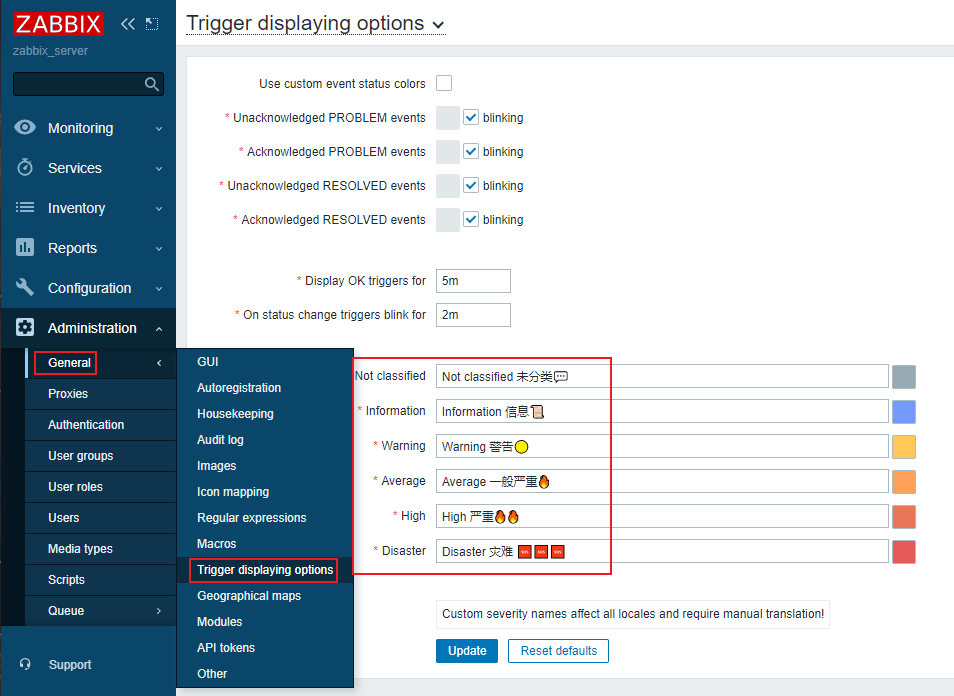 ZABBIX
zabbix_server
Monitoring
Services
Inventory
Reports
Configuration
Administration
General
Proxies
Authentication
User groups
User roles
Users
Media types
Scripts
Queue
Support
GUI
Autoregistration
Housekeeping
Audit log
Images
Icon mapping
Regular expressions
Macros
Trigger displaying options
Geographical maps
Modules
API tokens
Other
Trigger displaying options
Use custom event status colors
* Unacknowledged PROBLEM events blinking
* Acknowledged PROBLEM events blinking
* Unacknowledged RESOLVED events blinking
* Acknowledged RESOLVED events blinking
* Display OK triggers for 5m
* On status change triggers blink for 2m
Not classified Not classified 未分类💬
* Information Information 信息📜
* Warning Warning 警告🟡
* Average Average 一般严重🔥
* High High 严重🔥🔥
* Disaster Disaster 灾难 🆘🆘🆘
Custom severity names affect all locales and require manual translation!
Update Reset defaults